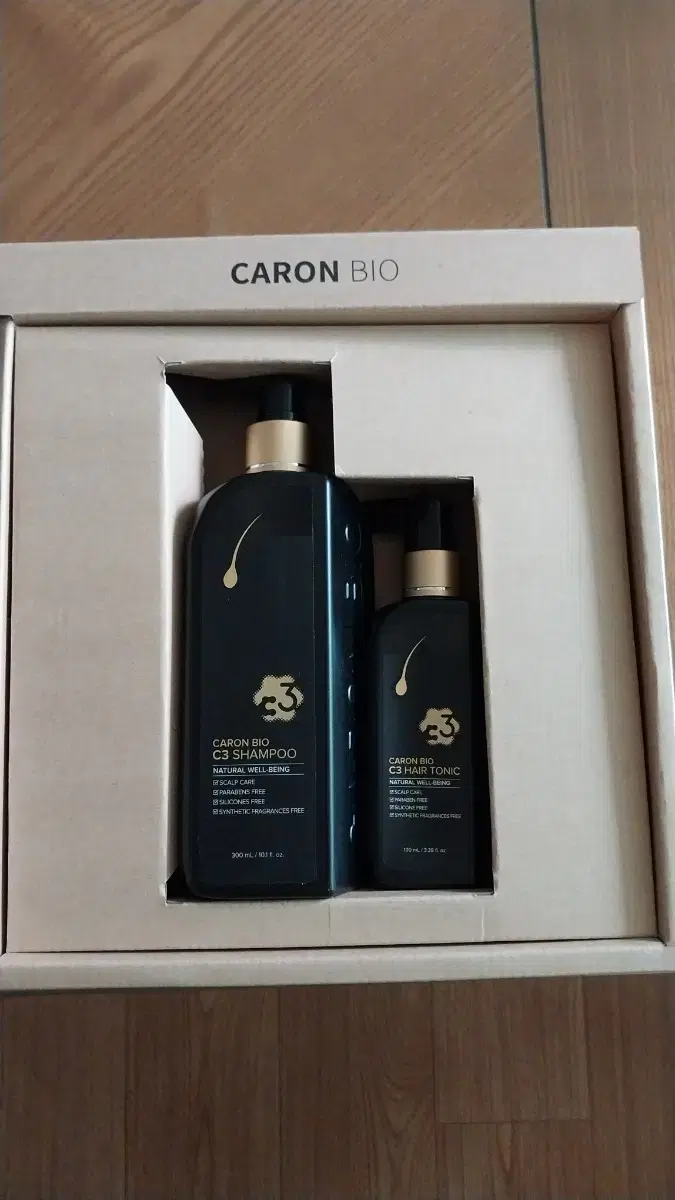 CARON BIO
C3
CARON BIO
C3 SHAMPOO
NATURAL WELL-BEING
☑SCALP CARE
☑PARABENS FREE
☑SILICONES FREE
☑SYNTHETIC FRAGRANCES FREE
300 mL / 10.1 fl. oz.
C3
CARON BIO
C3 HAIR TONIC
NATURAL WELL-BEING
☑SCALP CARE
☑PARABEN FREE
☑SILICONE FREE
☑SYNTHETIC FRAGRANCES FREE